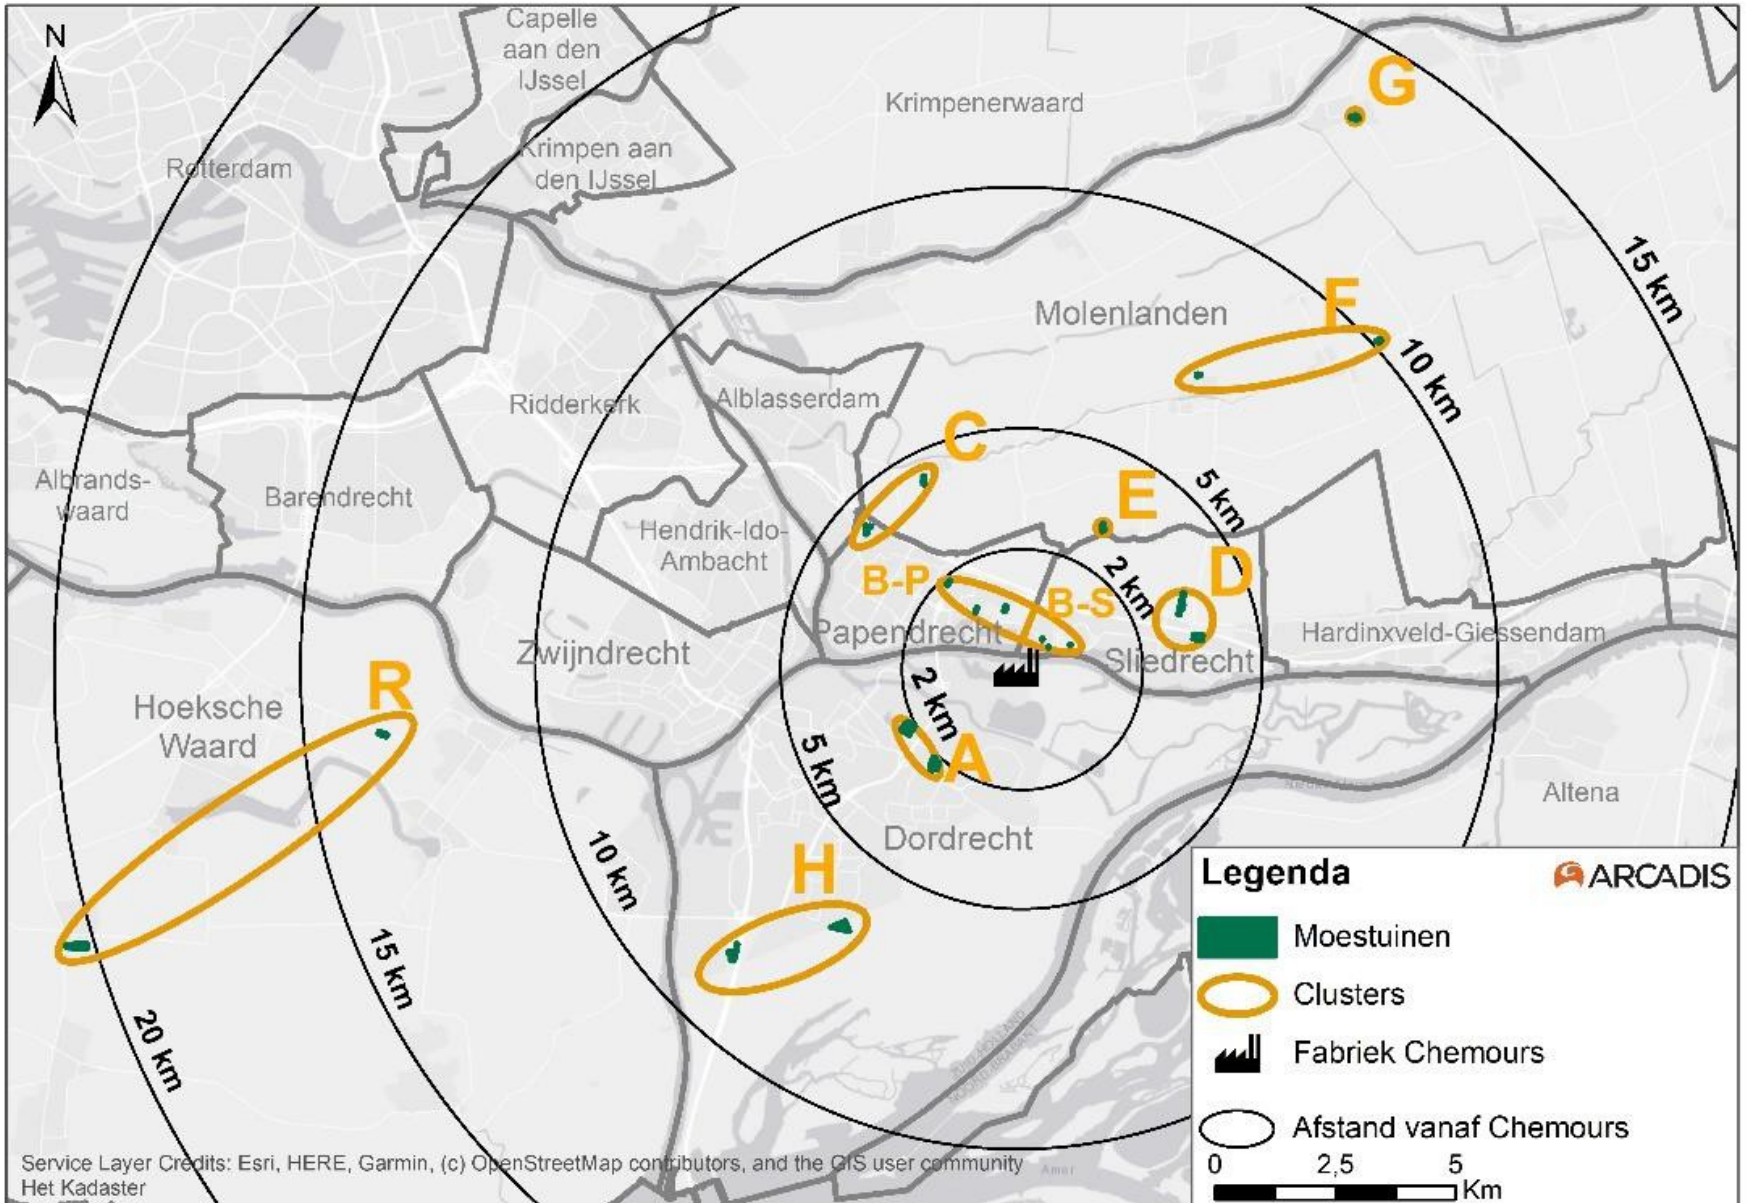 N
Capelle
aan den
IJssel
G
Krimpenerwaard
Krimpen aan
den IJssel
Rotterdam
15 km
F
Molenlanden
10 km
Ridderkerk
Alblasserdam
C
Albrands-
waard
Barendrecht
5 km
E
Hendrik-Ido-
Ambacht
2 km
D
B-P
B-S
Papendrecht
Hardinxveld-Giessendam
Zwijndrecht
Sliedrecht
R
2 km
Hoeksche
Waard
5 km
A
Altena
Dordrecht
10 km
H
15 km
20 km
Legenda
ARCADIS
Moestuinen
Clusters
Fabriek Chemours
Afstand vanaf Chemours
0 2,5 5
Km
Service Layer Credits: Esri, HERE, Garmin, (c) OpenStreetMap contributors, and the GIS user community
Het Kadaster